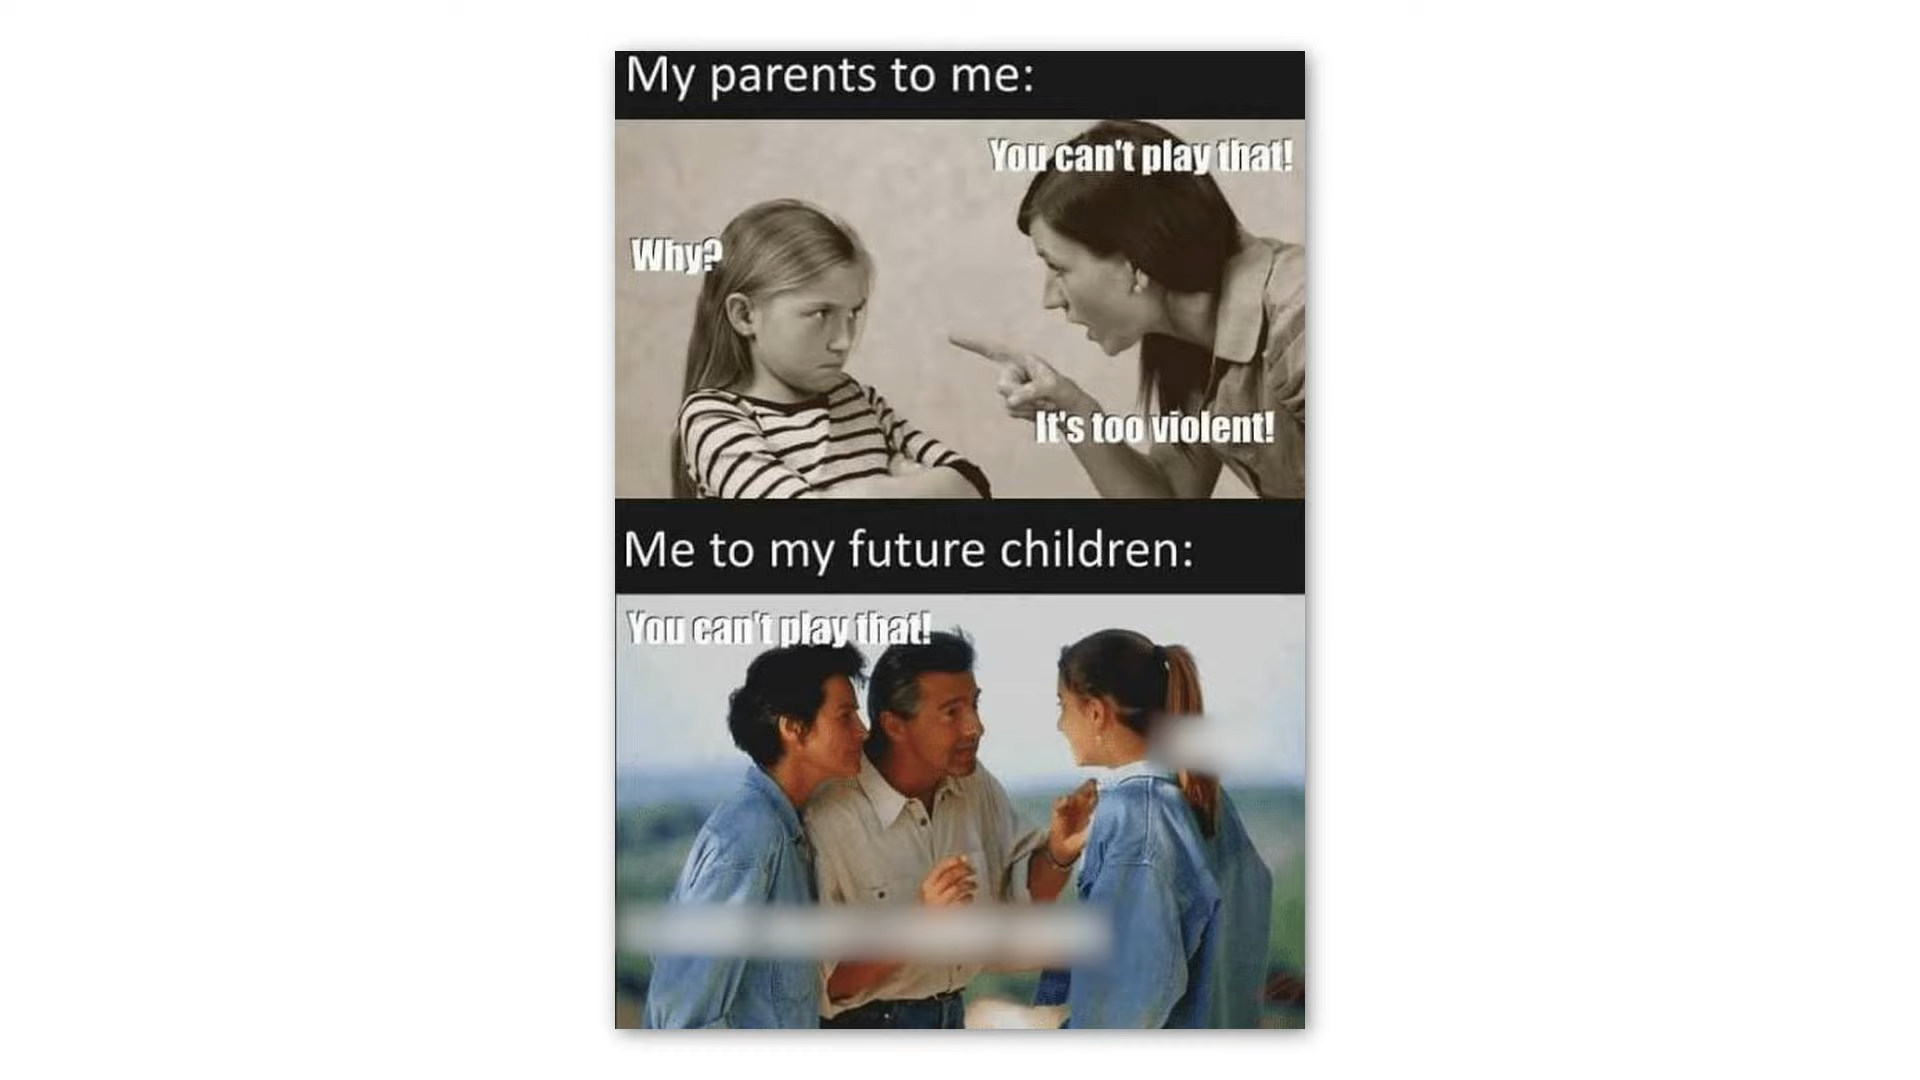 My parents to me:
You can't play that!
Why?
It's too violent!
Me to my future children:
You can't play that!